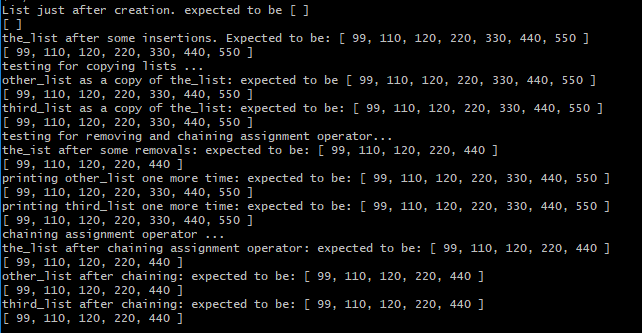 List just after creation. expected to be [ ]
[ ]
the_list after some insertions. Expected to be: [ 99, 110, 120, 220, 330, 440, 550 ]
[ 99, 110, 120, 220, 330, 440, 550 ]
testing for copying lists ...
other_list as a copy of the_list: expected to be [ 99, 110, 120, 220, 330, 440, 550 ]
[ 99, 110, 120, 220, 330, 440, 550 ]
third_list as a copy of the_list: expected to be: [ 99, 110, 120, 220, 330, 440, 550 ]
[ 99, 110, 120, 220, 330, 440, 550 ]
testing for removing and chaining assignment operator...
the_ist after some removals: expected to be: [ 99, 110, 120, 220, 440 ]
[ 99, 110, 120, 220, 440 ]
printing other_list one more time: expected to be: [ 99, 110, 120, 220, 330, 440, 550 ]
[ 99, 110, 120, 220, 330, 440, 550 ]
printing third_list one more time: expected to be: [ 99, 110, 120, 220, 330, 440, 550 ]
[ 99, 110, 120, 220, 330, 440, 550 ]
chaining assignment operator ...
the_list after chaining assignment operator: expected to be: [ 99, 110, 120, 220, 440 ]
[ 99, 110, 120, 220, 440 ]
other_list after chaining: expected to be: [ 99, 110, 120, 220, 440 ]
[ 99, 110, 120, 220, 440 ]
third_list after chaining: expected to be: [ 99, 110, 120, 220, 440 ]
[ 99, 110, 120, 220, 440 ]